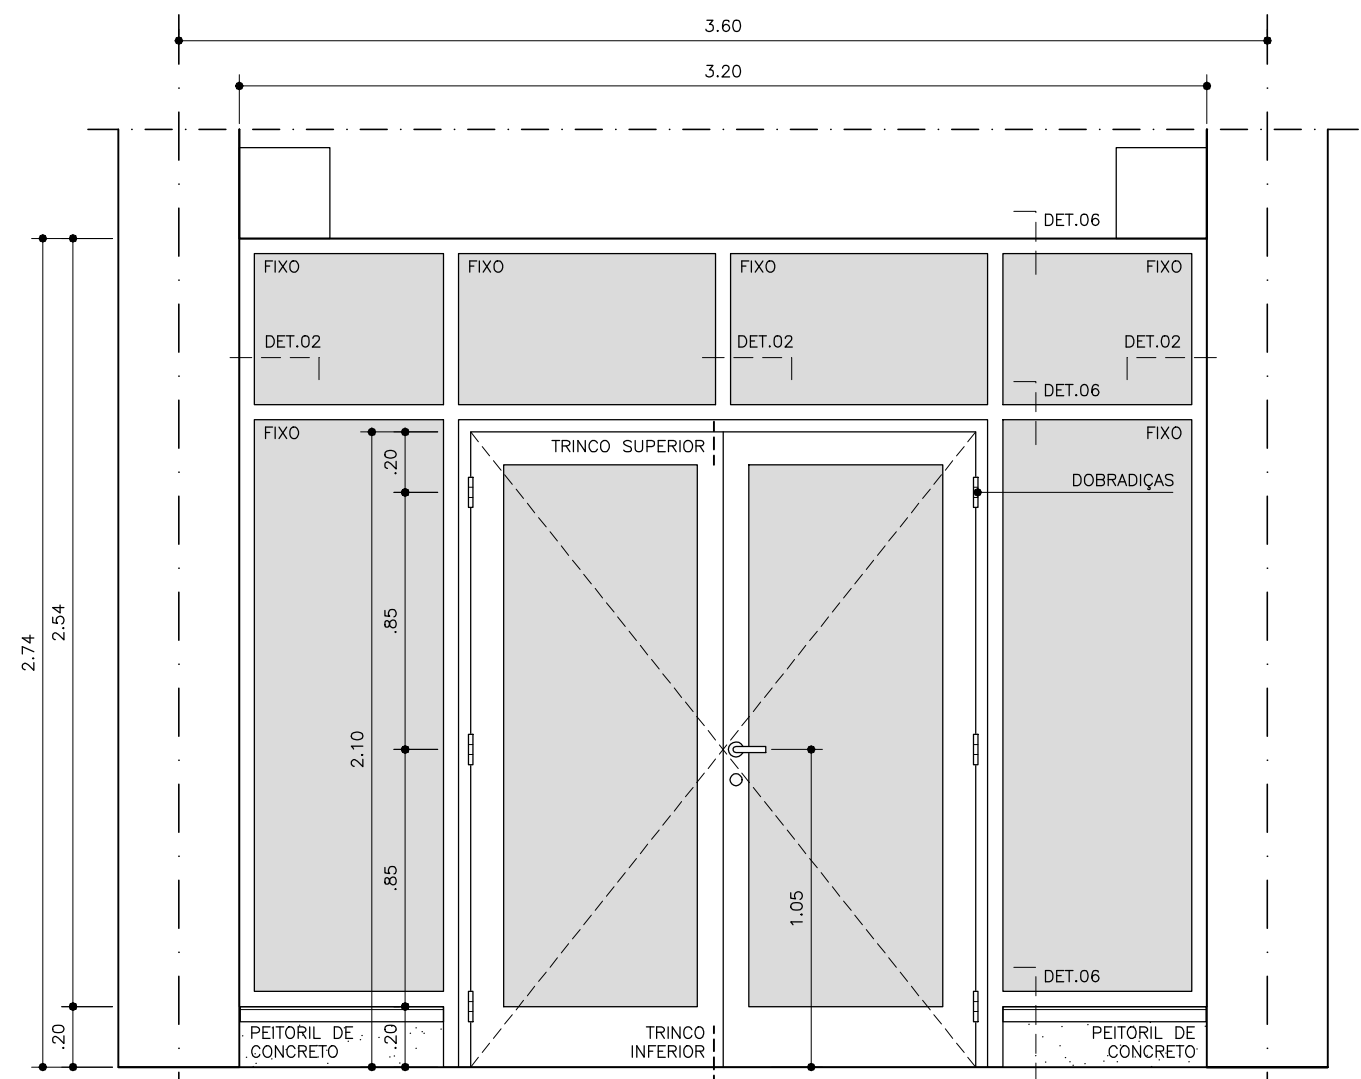 3.60
3.20
DET.06
FIXO
FIXO
FIXO
FIXO
DET.02
DET.02
DET.02
DET.06
FIXO
FIXO
.20
TRINCO SUPERIOR
DOBRADIÇAS
.85
2.54
2.74
2.10
.85
1.05
DET.06
.20
PEITORIL DE
CONCRETO
.20
TRINCO
INFERIOR
PEITORIL DE
CONCRETO